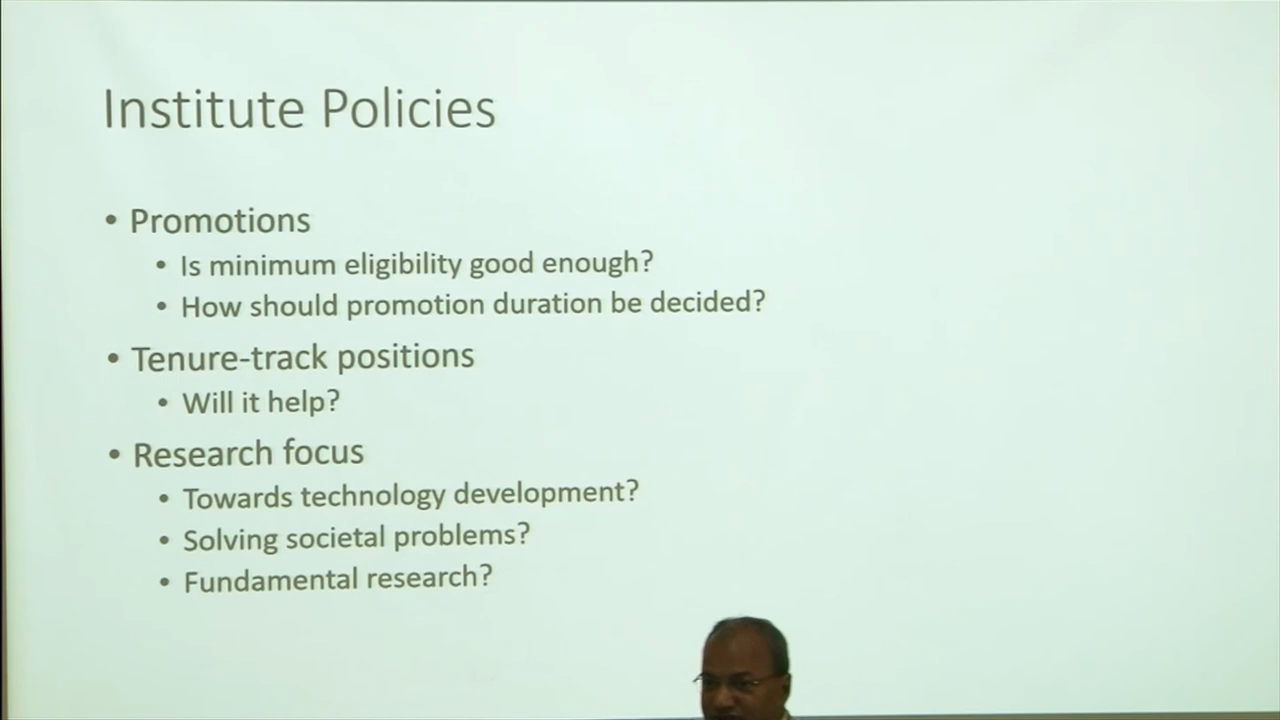 Institute Policies
• Promotions
• Is minimum eligibility good enough?
• How should promotion duration be decided?
• Tenure-track positions
• Will it help?
• Research focus
• Towards technology development?
• Solving societal problems?
• Fundamental research?